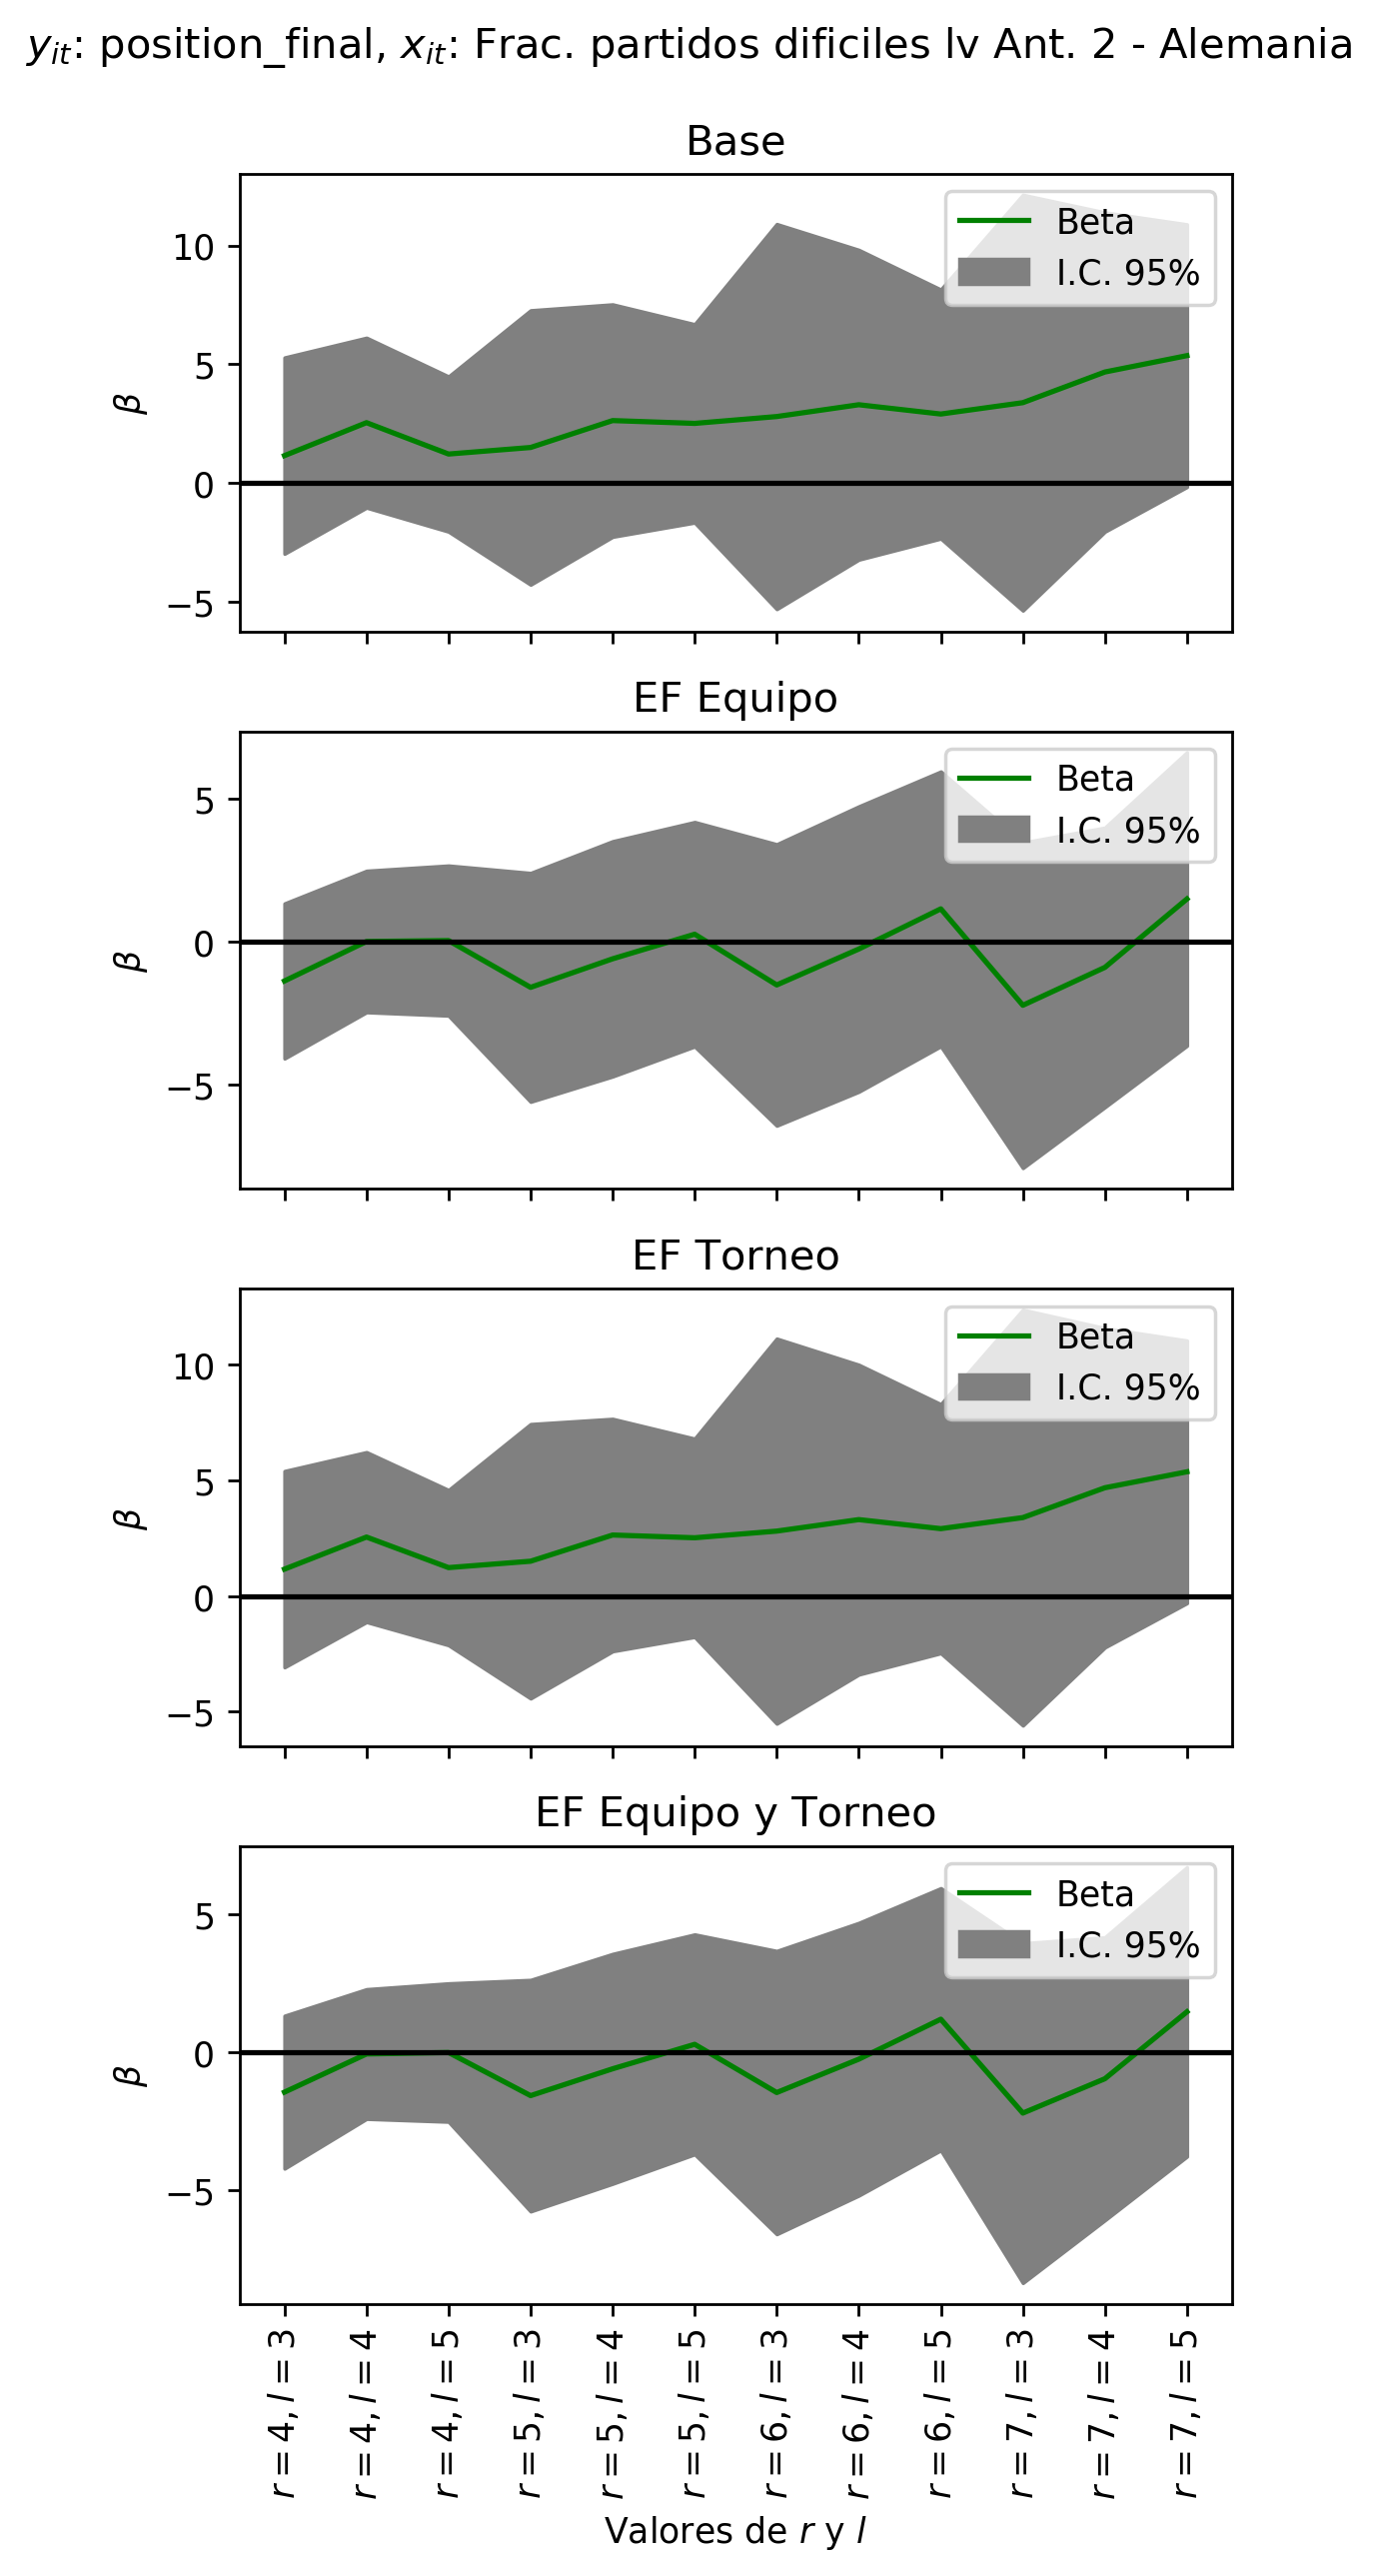 y_it: position_final, x_it: Frac. partidos dificiles lv Ant. 2 - Alemania
Base
Beta
I.C. 95%
10
5
0
−5
β
EF Equipo
Beta
I.C. 95%
5
0
−5
β
EF Torneo
Beta
I.C. 95%
10
5
0
−5
β
EF Equipo y Torneo
Beta
I.C. 95%
5
0
−5
β
r = 4, l = 3
r = 4, l = 4
r = 4, l = 5
r = 5, l = 3
r = 5, l = 4
r = 5, l = 5
r = 6, l = 3
r = 6, l = 4
r = 6, l = 5
r = 7, l = 3
r = 7, l = 4
r = 7, l = 5
Valores de r y l